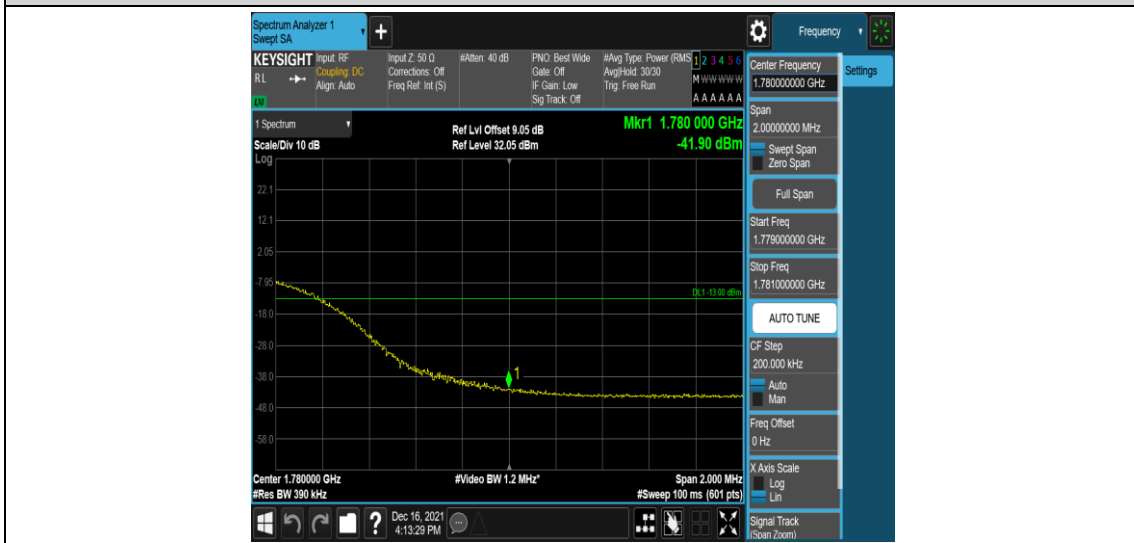 Spectrum Analyzer 1
Swept SA
+
Frequency
KEYSIGHT
RL
Input: RF
Coupling: DC
Align: Auto
Input Z: 50 Ω
Corrections: Off
Freq Ref: Int (S)
#Atten: 40 dB
PNO: Best Wide
Gate: Off
IF Gain: Low
Sig Track: Off
#Avg Type: Power (RMS
Avg|Hold: 30/30
Trig: Free Run
1 2 3 4 5 6
M W W W W W
A A A A A A
1 Spectrum
Scale/Div 10 dB
Ref Lvl Offset 9.05 dB
Ref Level 32.05 dBm
Mkr1 1.780 000 GHz
-41.90 dBm
Log
22.1
12.1
2.05
-7.95
-18.0
-28.0
-38.0
-48.0
-58.0
DL1 -13.00 dBm
1
Center 1.780000 GHz
#Res BW 390 kHz
#Video BW 1.2 MHz*
Span 2.000 MHz
#Sweep 100 ms (601 pts)
Center Frequency
1.780000000 GHz
Settings
Span
2.00000000 MHz
Swept Span
Zero Span
Full Span
Start Freq
1.779000000 GHz
Stop Freq
1.781000000 GHz
AUTO TUNE
CF Step
200.000 kHz
Auto
Man
Freq Offset
0 Hz
X Axis Scale
Log
Lin
Signal Track
(Span Zoom)
?
Dec 16, 2021
4:13:29 PM